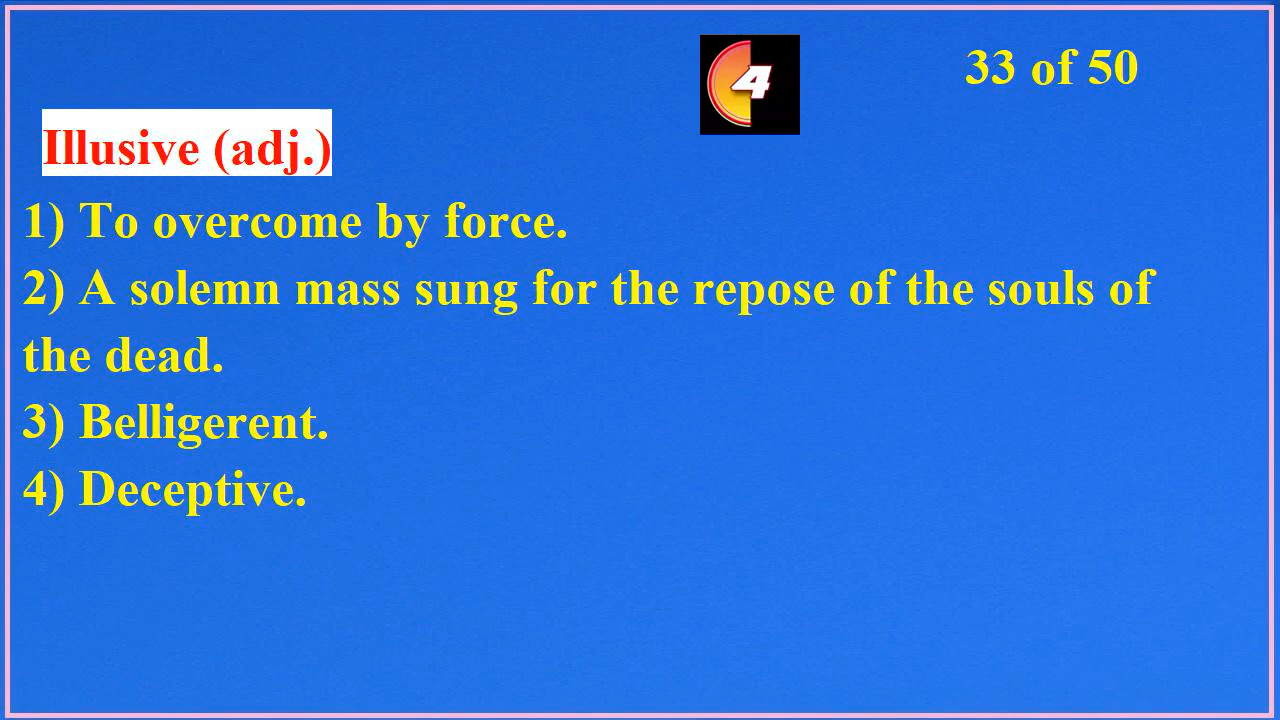 4
33 of 50
Illusive (adj.)
1) To overcome by force.
2) A solemn mass sung for the repose of the souls of
the dead.
3) Belligerent.
4) Deceptive.